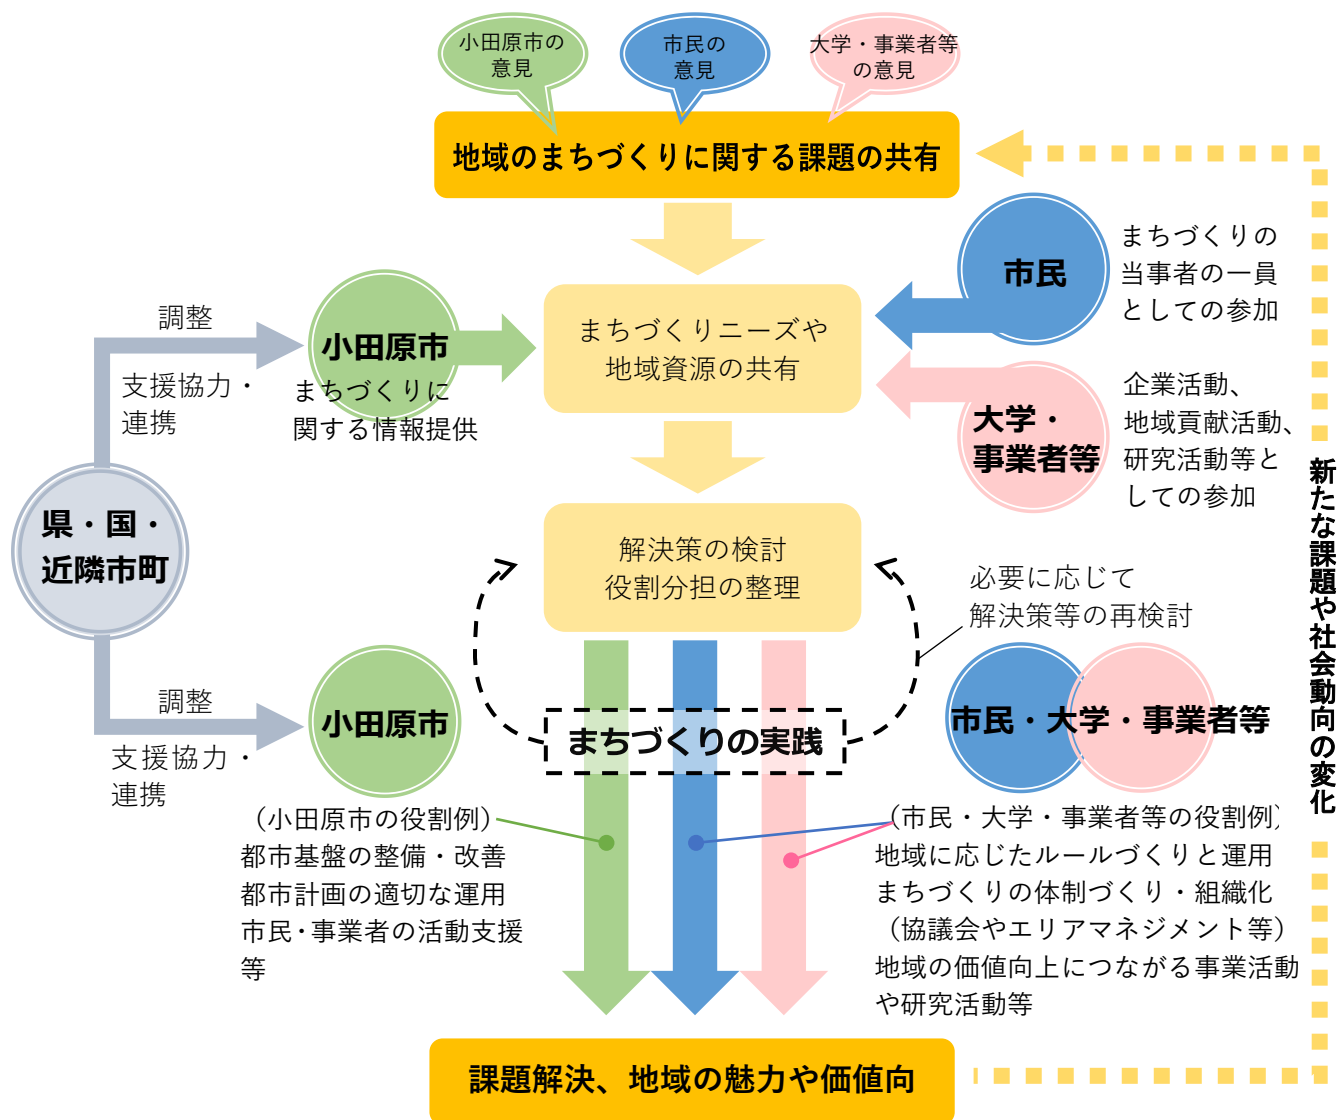 小田原市の
意見
市民の
意見
大学・事業者等
の意見
地域のまちづくりに関する課題の共有
市民
まちづくりの
当事者の一員
としての参加
調整
小田原市
まちづくりに
関する情報提供
支援協力・
連携
まちづくりニーズや
地域資源の共有
大学・
事業者等
企業活動、
地域貢献活動、
研究活動等と
しての参加
県・国・
近隣市町
解決策の検討
役割分担の整理
必要に応じて
解決策等の再検討
新たな課題や社会動向の変化
調整
支援協力・
連携
小田原市
まちづくりの実践
市民・大学・事業者等
（小田原市の役割例）
都市基盤の整備・改善
都市計画の適切な運用
市民・事業者の活動支援
等
（市民・大学・事業者等の役割例）
地域に応じたルールづくりと運用
まちづくりの体制づくり・組織化
（協議会やエリアマネジメント等）
地域の価値向上につながる事業活動
や研究活動等
課題解決、地域の魅力や価値向